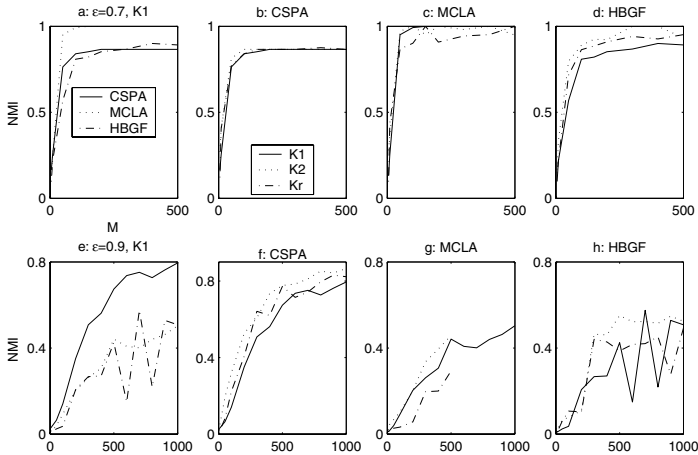 a: ε=0.7, K1
b: CSPA
c: MCLA
d: HBGF
NMI
1
0.5
0
0
500
CSPA
MCLA
HBGF
M
1
0.5
0
0
500
K1
K2
Kr
1
0.5
0
0
500
1
0.5
0
0
500
e: ε=0.9, K1
f: CSPA
g: MCLA
h: HBGF
NMI
0.8
0.4
0
0
500
1000
0.8
0.4
0
0
500
1000
0.8
0.4
0
0
500
1000
0.8
0.4
0
0
500
1000